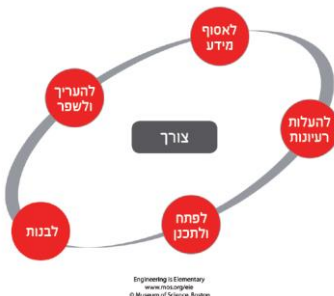 לאסוף
מידע
להעלות
רעיונות
לפתח
ולתכנן
לבנות
להעריך
ולשפר
צורך
Engineering is Elementary
www.mos.org/eie
© Museum of Science, Boston